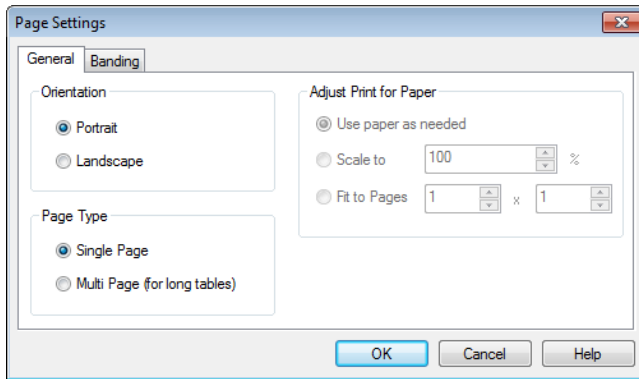 Page Settings
General Banding
Orientation
Portrait
Landscape
Page Type
Single Page
Multi Page (for long tables)
Adjust Print for Paper
Use paper as needed
Scale to 100 %
Fit to Pages 1 x 1
OK Cancel Help